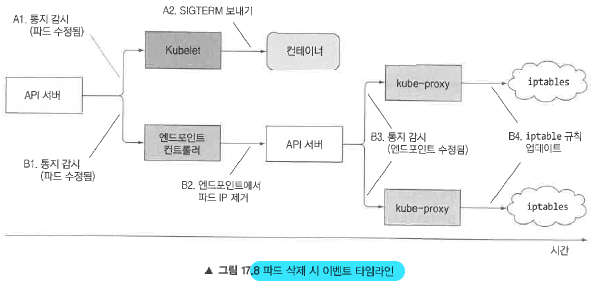 A1. 통지 감시
(파드 수정됨)
A2. SIGTERM 보내기
Kubelet
컨테이너
API 서버
B1. 통지 감시
(파드 수정됨)
엔드포인트
컨트롤러
B2. 엔드포인트에서
파드 IP 제거
API 서버
kube-proxy
iptables
B3. 통지 감시
(엔드포인트 수정됨)
B4. iptable 규칙
업데이트
kube-proxy
iptables
시간
▲ 그림 17.8 파드 삭제 시 이벤트 타임라인